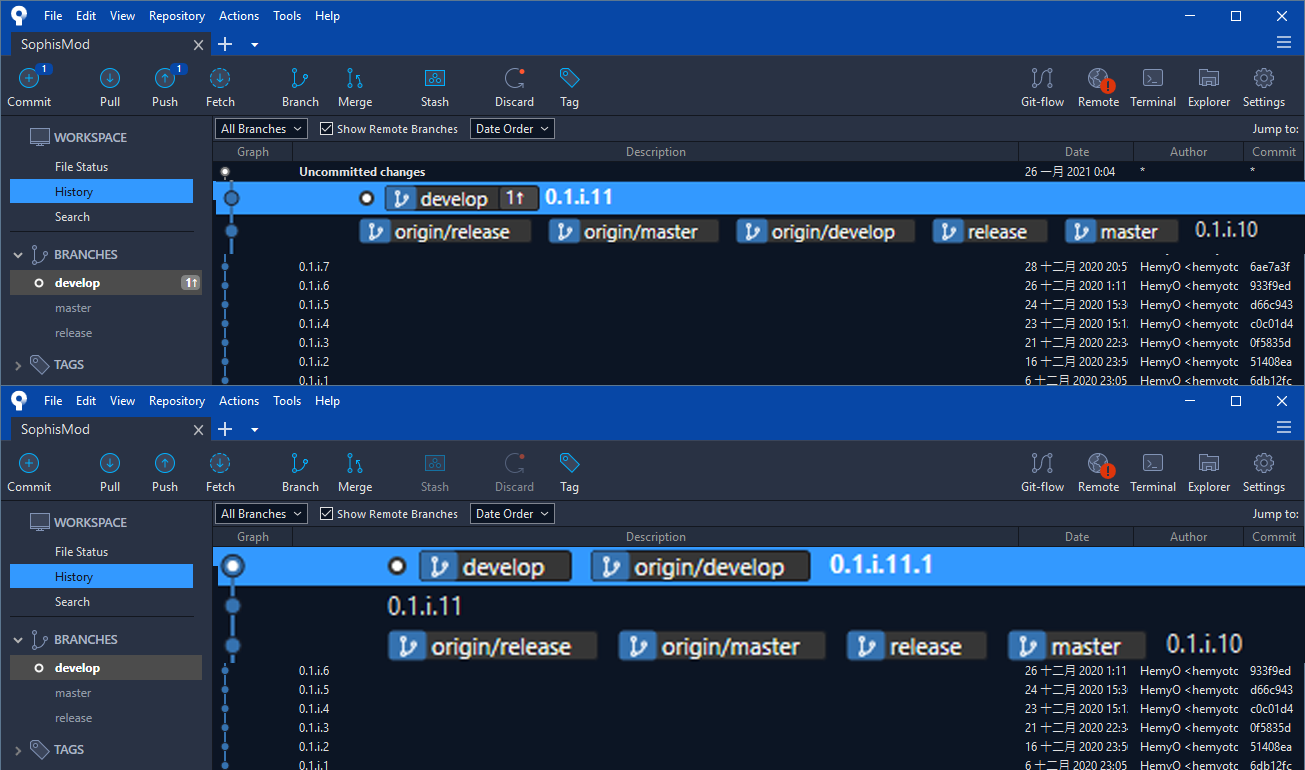 File Edit View Repository Actions Tools Help
SophisMod
1 1
Commit Pull Push Fetch Branch Merge Stash Discard Tag Git-flow Remote Terminal Explorer Settings
All Branches Show Remote Branches Date Order Jump to:
WORKSPACE
File Status
History
Search
BRANCHES
develop 1↑
master
release
TAGS
Graph Description Date Author Commit
Uncommitted changes 26 一月 2021 0:04 * *
develop 1↑ 0.1.i.11
origin/release origin/master origin/develop release master 0.1.i.10
0.1.i.7 28 十二月 2020 20:5 HemyO <hemyotc 6ae7a3f
0.1.i.6 26 十二月 2020 1:11 HemyO <hemyotc 933f9ed
0.1.i.5 24 十二月 2020 15:3 HemyO <hemyotc d66c943
0.1.i.4 23 十二月 2020 15:1 HemyO <hemyotc c0c01d4
0.1.i.3 21 十二月 2020 22:3 HemyO <hemyotc 0f5835d
0.1.i.2 16 十二月 2020 23:5 HemyO <hemyotc 51408ea
0.1.i.1 6 十二月 2020 23:05 HemyO <hemyotc 6db12fc
File Edit View Repository Actions Tools Help
SophisMod
Commit Pull Push Fetch Branch Merge Stash Discard Tag Git-flow Remote Terminal Explorer Settings
All Branches Show Remote Branches Date Order Jump to:
WORKSPACE
File Status
History
Search
BRANCHES
develop
master
release
TAGS
Graph Description Date Author Commit
develop origin/develop 0.1.i.11.1
0.1.i.11
origin/release origin/master release master 0.1.i.10
0.1.i.6 26 十二月 2020 1:11 HemyO <hemyotc 933f9ed
0.1.i.5 24 十二月 2020 15:3 HemyO <hemyotc d66c943
0.1.i.4 23 十二月 2020 15:1 HemyO <hemyotc c0c01d4
0.1.i.3 21 十二月 2020 22:3 HemyO <hemyotc 0f5835d
0.1.i.2 16 十二月 2020 23:5 HemyO <hemyotc 51408ea
0.1.i.1 6 十二月 2020 23:05 HemyO <hemyotc 6db12fc